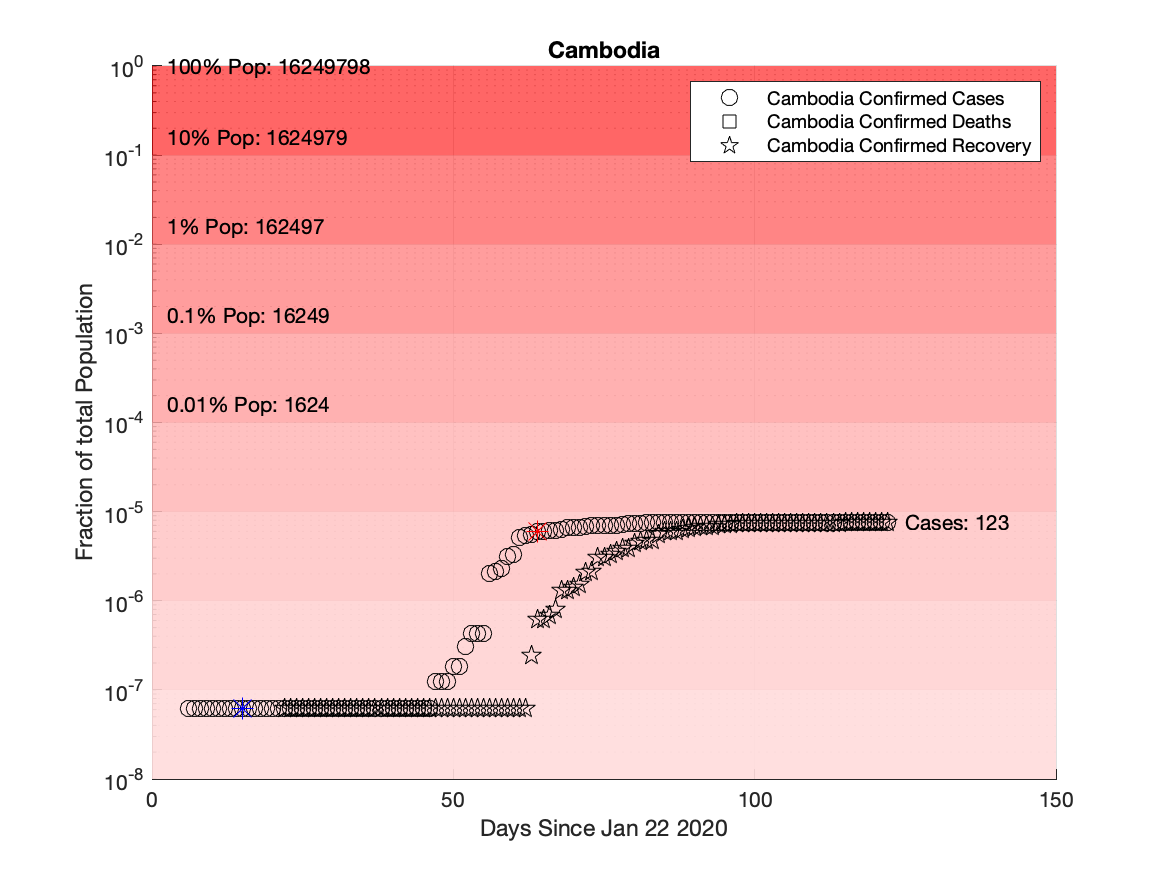 Cambodia
10^0
100% Pop: 16249798
Cambodia Confirmed Cases
Cambodia Confirmed Deaths
Cambodia Confirmed Recovery
10% Pop: 1624979
10^-1
1% Pop: 162497
10^-2
0.1% Pop: 16249
10^-3
0.01% Pop: 1624
10^-4
10^-5
Cases: 123
10^-6
10^-7
10^-8
Fraction of total Population
0 50 100 150
Days Since Jan 22 2020